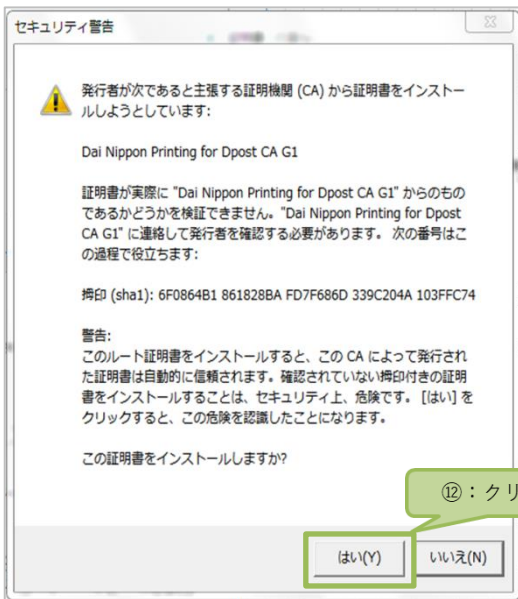 セキュリティ警告
発行者が次であると主張する証明機関 (CA) から証明書をインストー
ルしようとしています:
Dai Nippon Printing for Dpost CA G1
証明書が実際に "Dai Nippon Printing for Dpost CA G1" からのもの
であるかどうかを検証できません。"Dai Nippon Printing for Dpost
CA G1" に連絡して発行者を確認する必要があります。 次の番号はこ
の過程で役立ちます:
拇印 (sha1): 6F0864B1 861828BA FD7F686D 339C204A 103FFC74
警告:
このルート証明書をインストールすると、この CA によって発行され
た証明書は自動的に信頼されます。確認されていない拇印付きの証明
書をインストールすることは、セキュリティ上、危険です。 [はい] を
クリックすると、この危険を認識したことになります。
この証明書をインストールしますか?
⑫：クリ
はい(Y)
いいえ(N)